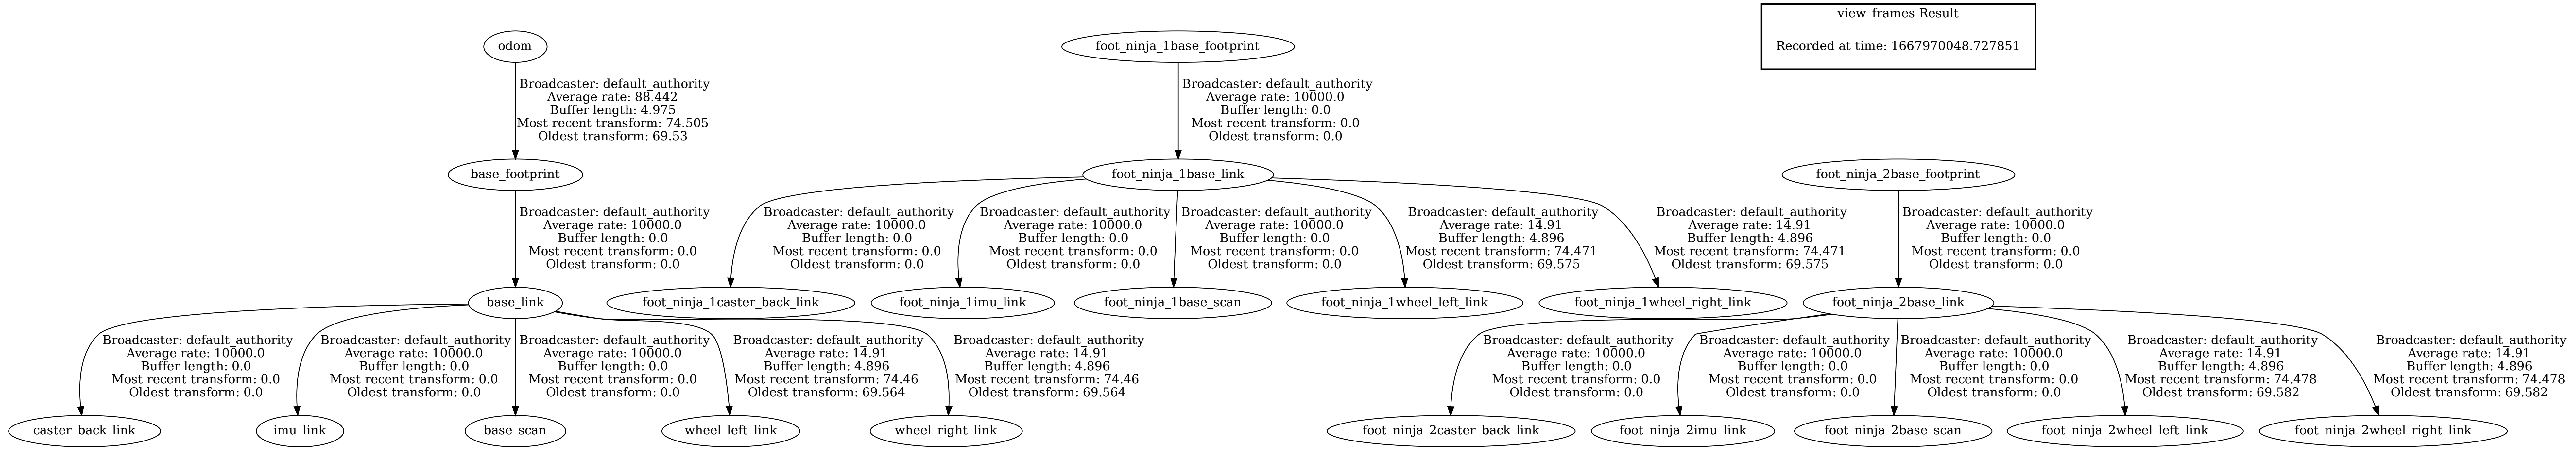 view_frames Result
Recorded at time: 1667970048.727851
odom
foot_ninja_1base_footprint
Broadcaster: default_authority
Average rate: 88.442
Buffer length: 4.975
Most recent transform: 74.505
Oldest transform: 69.53
Broadcaster: default_authority
Average rate: 10000.0
Buffer length: 0.0
Most recent transform: 0.0
Oldest transform: 0.0
base_footprint
foot_ninja_1base_link
foot_ninja_2base_footprint
Broadcaster: default_authority
Average rate: 10000.0
Buffer length: 0.0
Most recent transform: 0.0
Oldest transform: 0.0
Broadcaster: default_authority
Average rate: 10000.0
Buffer length: 0.0
Most recent transform: 0.0
Oldest transform: 0.0
Broadcaster: default_authority
Average rate: 10000.0
Buffer length: 0.0
Most recent transform: 0.0
Oldest transform: 0.0
Broadcaster: default_authority
Average rate: 10000.0
Buffer length: 0.0
Most recent transform: 0.0
Oldest transform: 0.0
Broadcaster: default_authority
Average rate: 14.91
Buffer length: 4.896
Most recent transform: 74.471
Oldest transform: 69.575
Broadcaster: default_authority
Average rate: 14.91
Buffer length: 4.896
Most recent transform: 74.471
Oldest transform: 69.575
Broadcaster: default_authority
Average rate: 10000.0
Buffer length: 0.0
Most recent transform: 0.0
Oldest transform: 0.0
base_link
foot_ninja_1caster_back_link
foot_ninja_1imu_link
foot_ninja_1base_scan
foot_ninja_1wheel_left_link
foot_ninja_1wheel_right_link
foot_ninja_2base_link
Broadcaster: default_authority
Average rate: 10000.0
Buffer length: 0.0
Most recent transform: 0.0
Oldest transform: 0.0
Broadcaster: default_authority
Average rate: 10000.0
Buffer length: 0.0
Most recent transform: 0.0
Oldest transform: 0.0
Broadcaster: default_authority
Average rate: 10000.0
Buffer length: 0.0
Most recent transform: 0.0
Oldest transform: 0.0
Broadcaster: default_authority
Average rate: 14.91
Buffer length: 4.896
Most recent transform: 74.46
Oldest transform: 69.564
Broadcaster: default_authority
Average rate: 14.91
Buffer length: 4.896
Most recent transform: 74.46
Oldest transform: 69.564
Broadcaster: default_authority
Average rate: 10000.0
Buffer length: 0.0
Most recent transform: 0.0
Oldest transform: 0.0
Broadcaster: default_authority
Average rate: 10000.0
Buffer length: 0.0
Most recent transform: 0.0
Oldest transform: 0.0
Broadcaster: default_authority
Average rate: 10000.0
Buffer length: 0.0
Most recent transform: 0.0
Oldest transform: 0.0
Broadcaster: default_authority
Average rate: 14.91
Buffer length: 4.896
Most recent transform: 74.478
Oldest transform: 69.582
Broadcaster: default_authority
Average rate: 14.91
Buffer length: 4.896
Most recent transform: 74.478
Oldest transform: 69.582
caster_back_link
imu_link
base_scan
wheel_left_link
wheel_right_link
foot_ninja_2caster_back_link
foot_ninja_2imu_link
foot_ninja_2base_scan
foot_ninja_2wheel_left_link
foot_ninja_2wheel_right_link